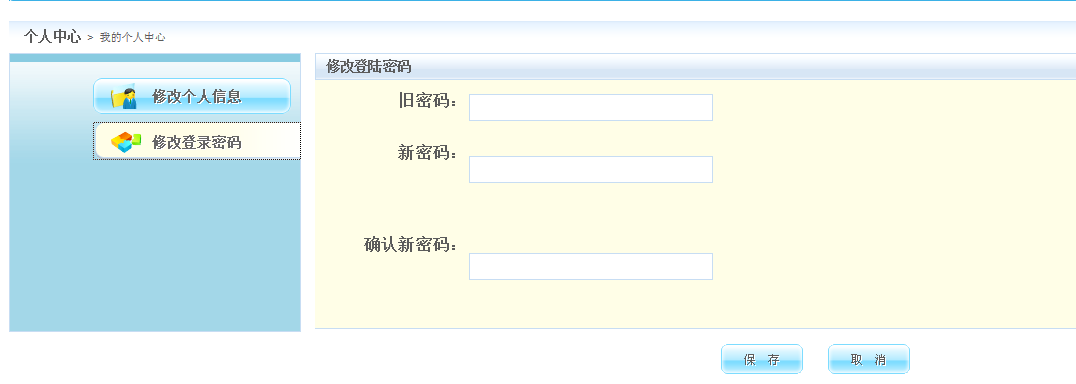 个人中心 > 我的个人中心
修改个人信息
修改登录密码
修改登陆密码
旧密码：
新密码：
确认新密码：
保 存
取 消